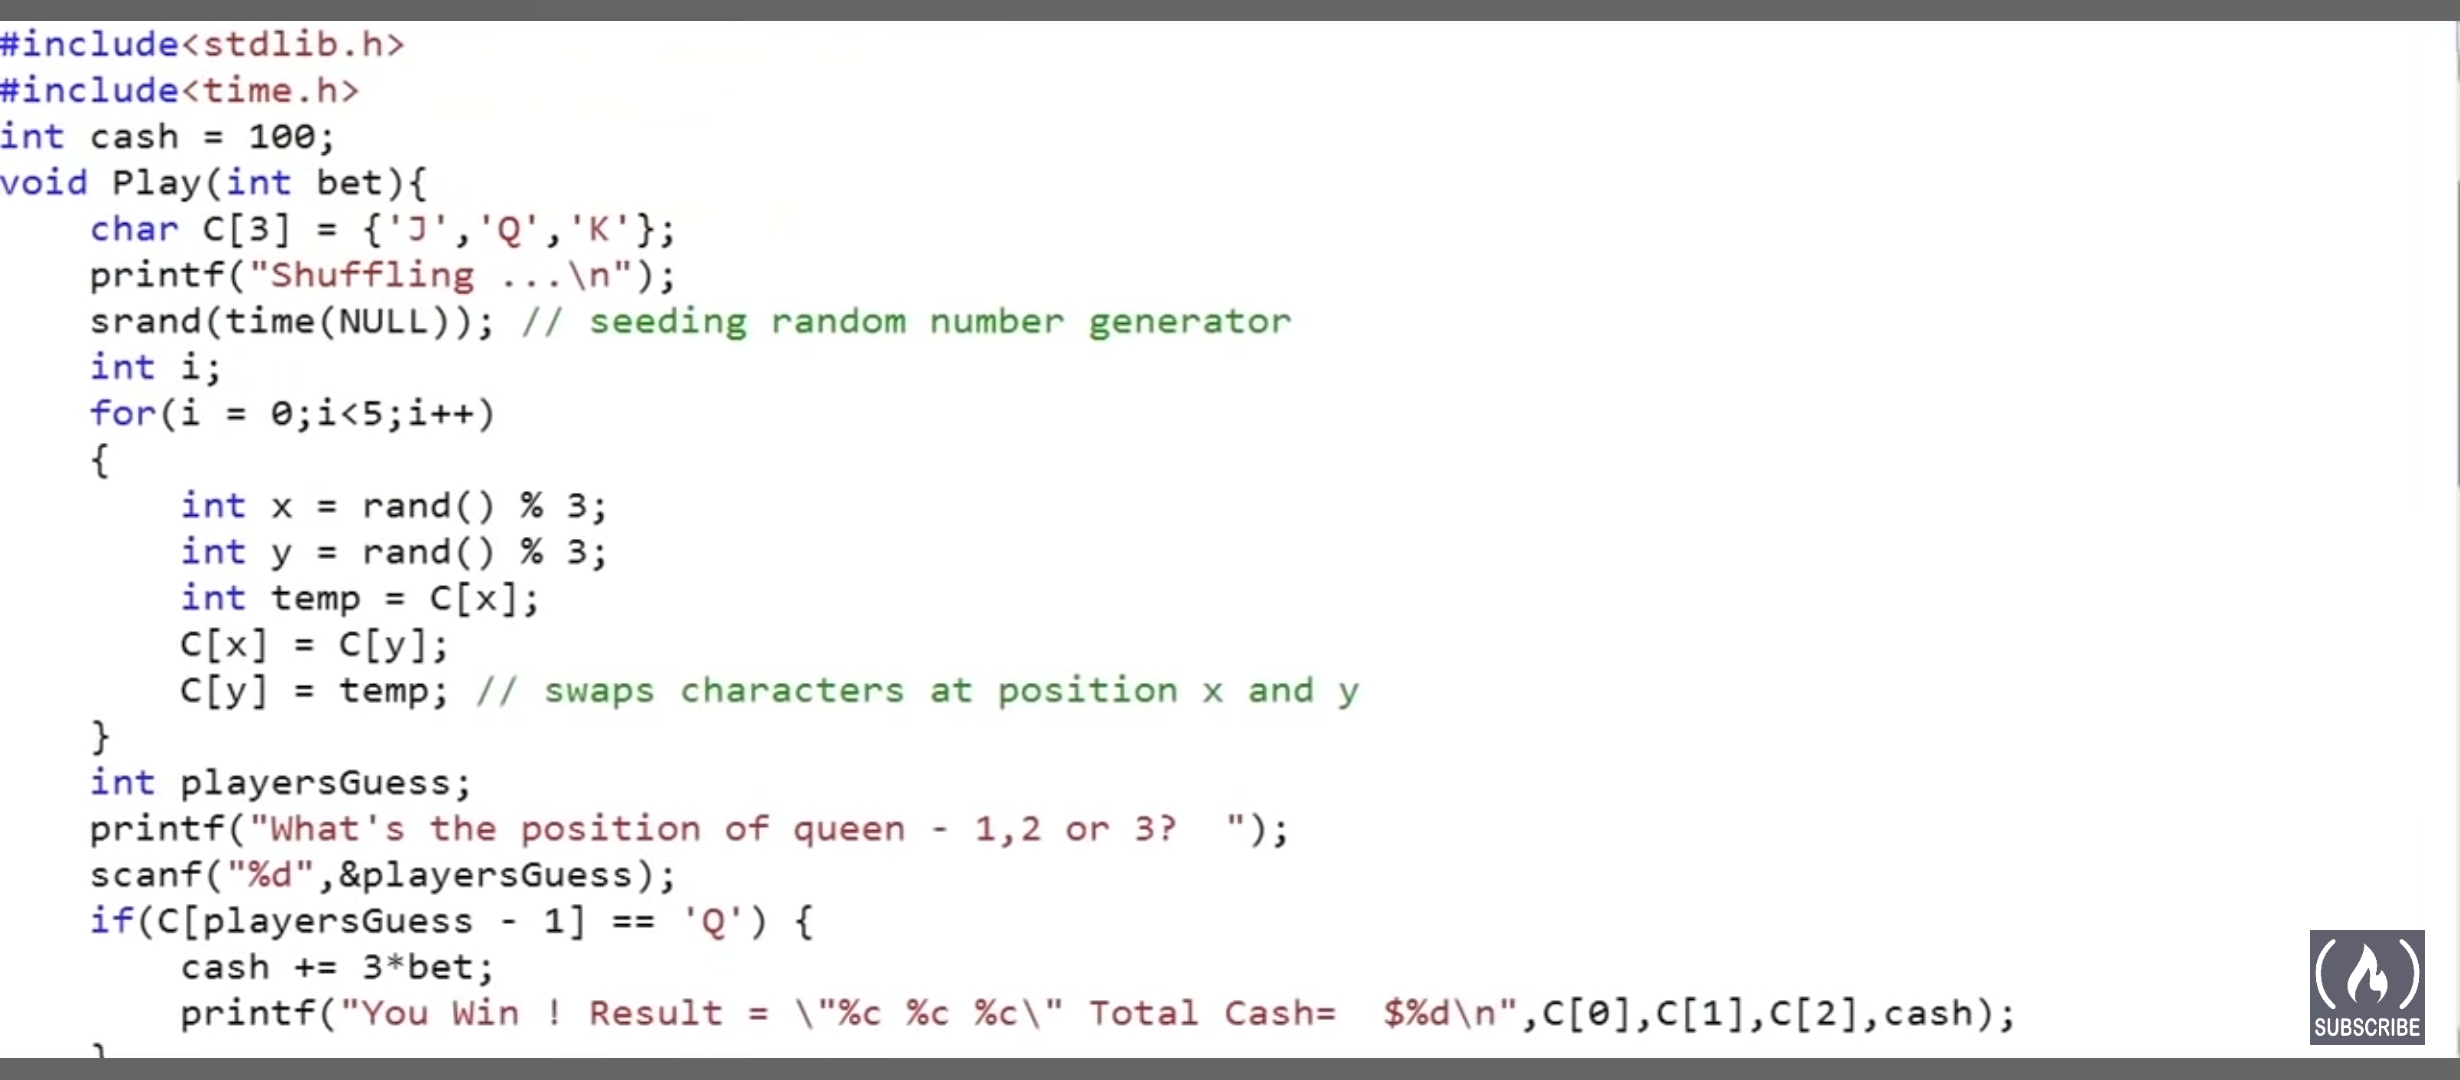 #include<stdlib.h>
#include<time.h>
int cash = 100;
void Play(int bet){
    char C[3] = {'J','Q','K'};
    printf("Shuffling ...\n");
    srand(time(NULL)); // seeding random number generator
    int i;
    for(i = 0;i<5;i++)
    {
        int x = rand() % 3;
        int y = rand() % 3;
        int temp = C[x];
        C[x] = C[y];
        C[y] = temp; // swaps characters at position x and y
    }
    int playersGuess;
    printf("What's the position of queen - 1,2 or 3?  ");
    scanf("%d",&playersGuess);
    if(C[playersGuess - 1] == 'Q') {
        cash += 3*bet;
        printf("You Win ! Result = \"%c %c %c\" Total Cash=  $%d\n",C[0],C[1],C[2],cash);
    }
SUBSCRIBE